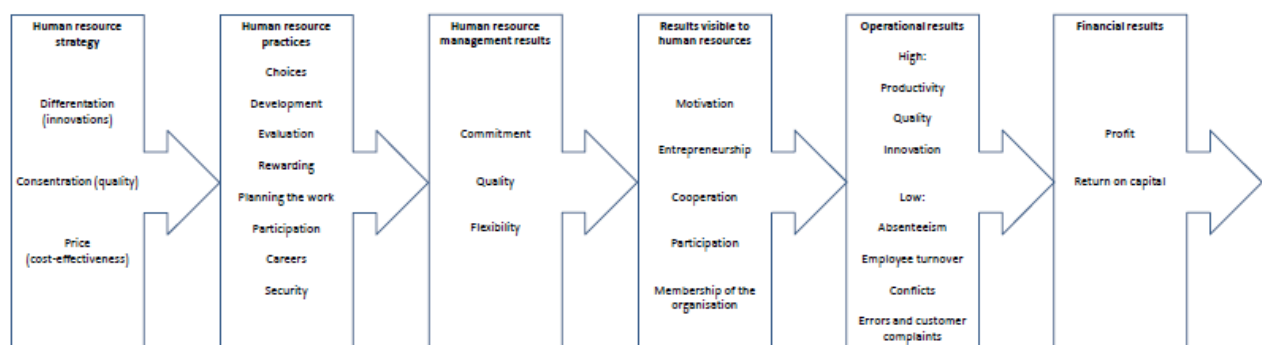 Human resource
strategy
Differentation
(innovations)
Consentration (quality)
Price
(cost-effectiveness)
Human resource
practices
Choices
Development
Evaluation
Rewarding
Planning the work
Participation
Careers
Security
Human resource
management results
Commitment
Quality
Flexibility
Results visible to
human resources
Motivation
Entrepreneurship
Cooperation
Participation
Membership of the
organisation
Operational results
High:
Productivity
Quality
Innovation
Low:
Absenteeism
Employee turnover
Conflicts
Errors and customer
complaints
Financial results
Profit
Return on capital